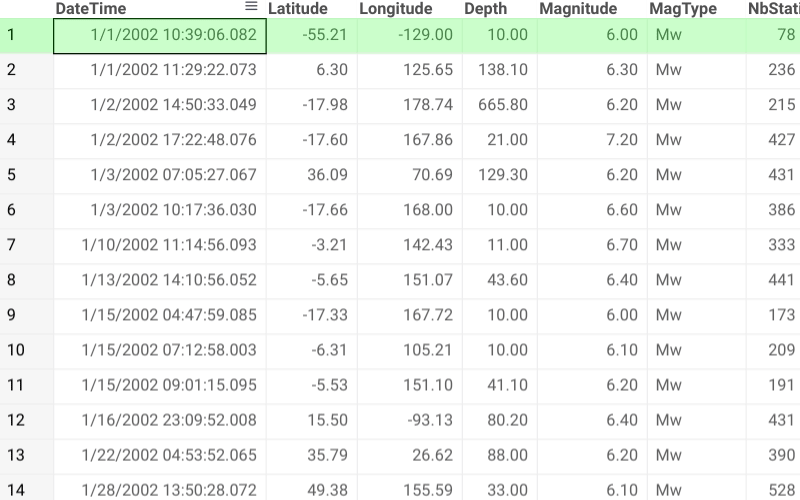 DateTime ≡ Latitude Longitude Depth Magnitude MagType NbStati
1 1/1/2002 10:39:06.082 -55.21 -129.00 10.00 6.00 Mw 78
2 1/1/2002 11:29:22.073 6.30 125.65 138.10 6.30 Mw 236
3 1/2/2002 14:50:33.049 -17.98 178.74 665.80 6.20 Mw 215
4 1/2/2002 17:22:48.076 -17.60 167.86 21.00 7.20 Mw 427
5 1/3/2002 07:05:27.067 36.09 70.69 129.30 6.20 Mw 431
6 1/3/2002 10:17:36.030 -17.66 168.00 10.00 6.60 Mw 386
7 1/10/2002 11:14:56.093 -3.21 142.43 11.00 6.70 Mw 333
8 1/13/2002 14:10:56.052 -5.65 151.07 43.60 6.40 Mw 441
9 1/15/2002 04:47:59.085 -17.33 167.72 10.00 6.00 Mw 173
10 1/15/2002 07:12:58.003 -6.31 105.21 10.00 6.10 Mw 209
11 1/15/2002 09:01:15.095 -5.53 151.10 41.10 6.20 Mw 191
12 1/16/2002 23:09:52.008 15.50 -93.13 80.20 6.40 Mw 431
13 1/22/2002 04:53:52.065 35.79 26.62 88.00 6.20 Mw 390
14 1/28/2002 13:50:28.072 49.38 155.59 33.00 6.10 Mw 528